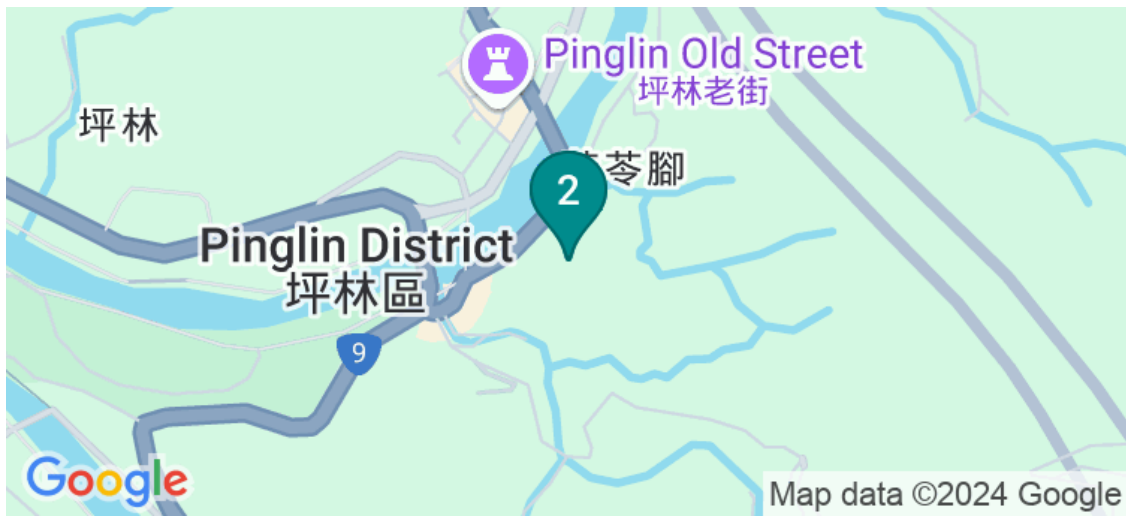 Pinglin Old Street
坪林老街
坪林
苓腳
2
Pinglin District
坪林區
9
Google
Map data ©2024 Google